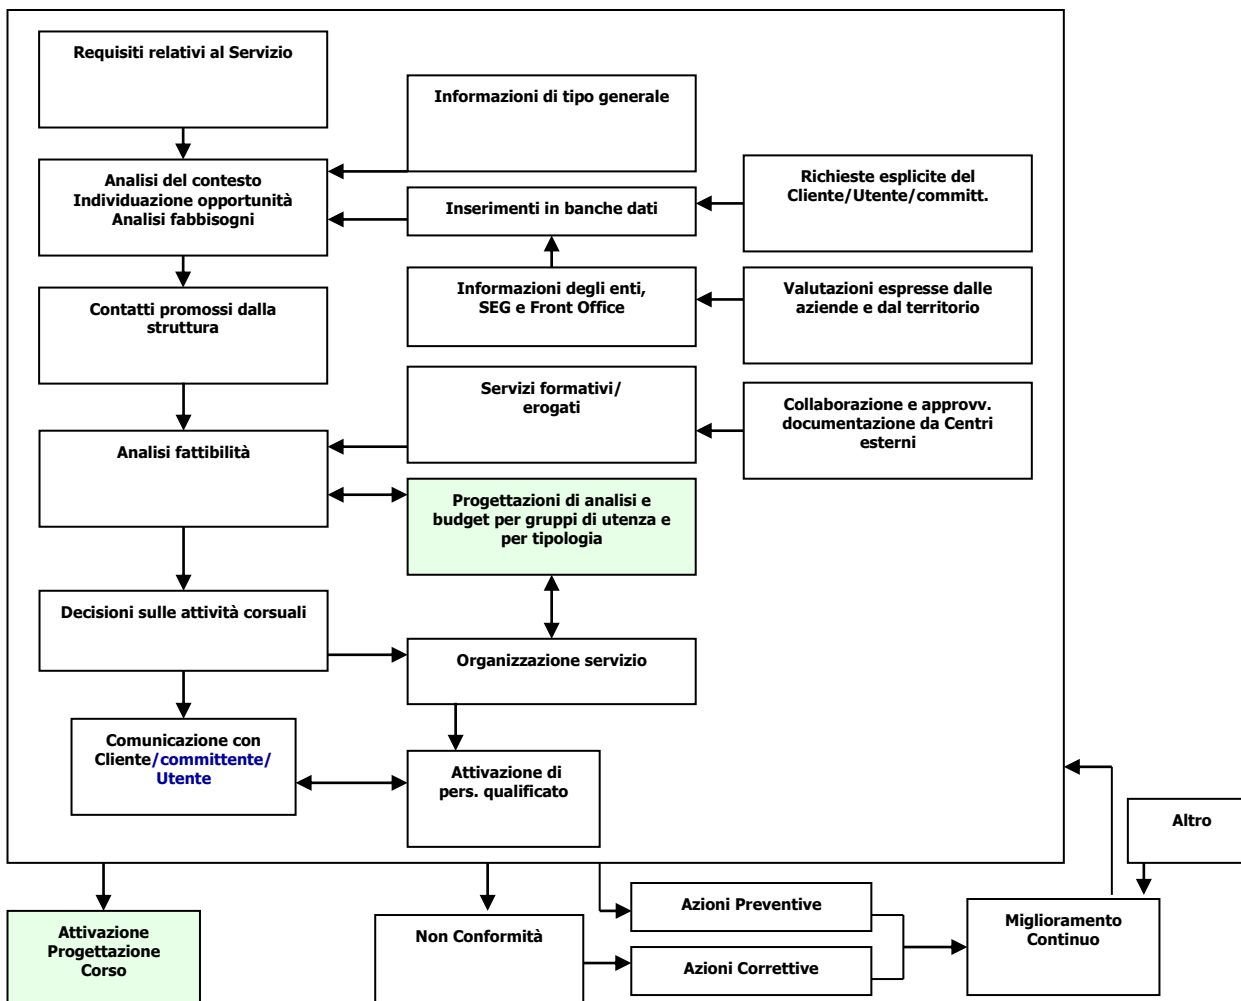 Requisiti relativi al Servizio
Informazioni di tipo generale
Analisi del contesto
Individuazione opportunità
Analisi fabbisogni
Inserimenti in banche dati
Richieste esplicite del
Cliente/Utente/committ.
Contatti promossi dalla
struttura
Informazioni degli enti,
SEG e Front Office
Valutazioni espresse dalle
aziende e dal territorio
Servizi formativi/
erogati
Collaborazione e approvv.
documentazione da Centri
esterni
Analisi fattibilità
Progettazioni di analisi e
budget per gruppi di utenza e
per tipologia
Decisioni sulle attività corsuali
Organizzazione servizio
Comunicazione con
Cliente/committente/
Utente
Attivazione di
pers. qualificato
Altro
Attivazione
Progettazione
Corso
Non Conformità
Azioni Preventive
Azioni Correttive
Miglioramento
Continuo